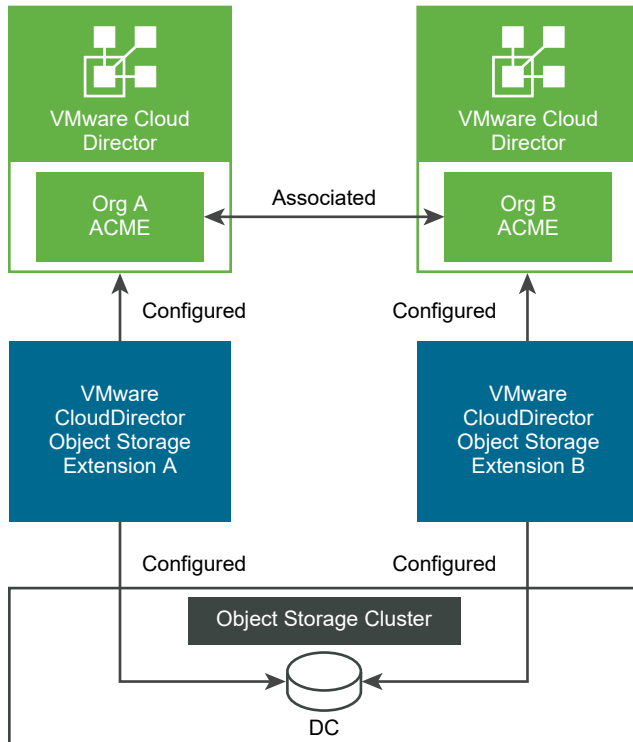 VMware Cloud
Director
VMware Cloud
Director
Org A
ACME
Associated
Org B
ACME
Configured
Configured
VMware
CloudDirector
Object Storage
Extension A
VMware
CloudDirector
Object Storage
Extension B
Configured
Configured
Object Storage Cluster
DC